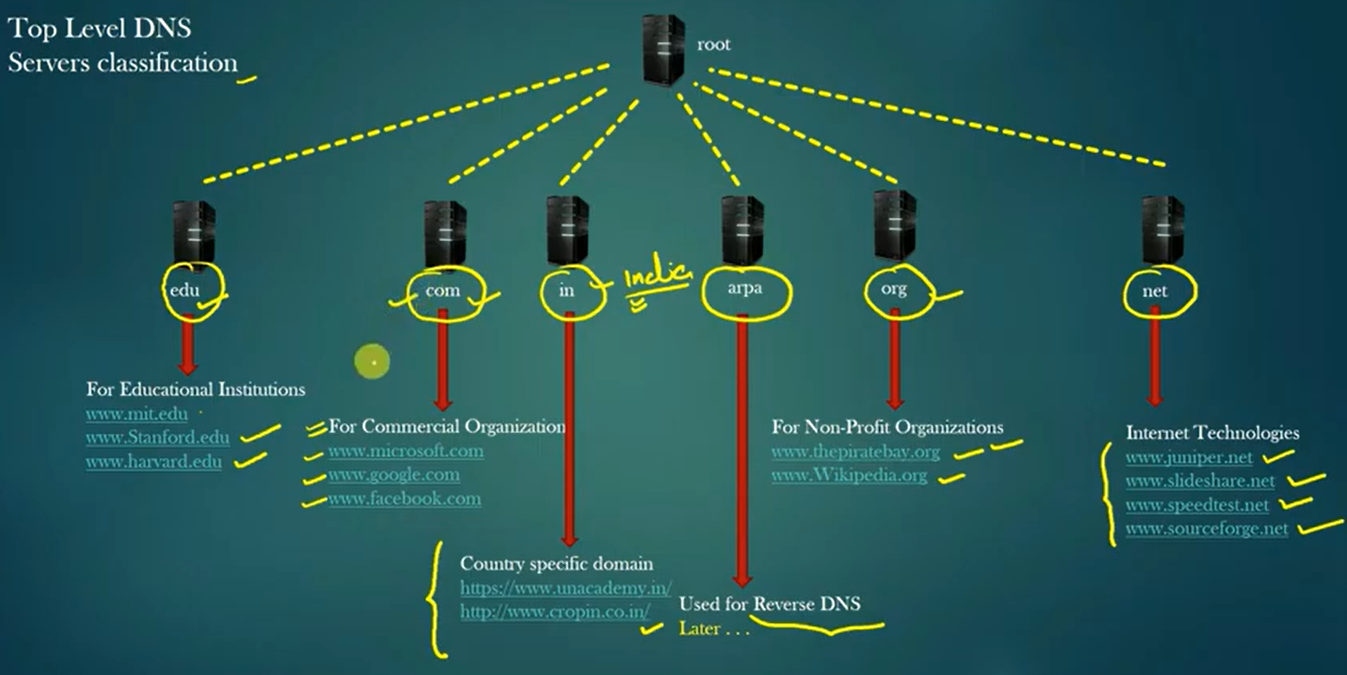 Top Level DNS
Servers classification
root
edu
com
in
India
arpa
org
net
For Educational Institutions
www.mit.edu
www.Stanford.edu
www.harvard.edu
For Commercial Organization
www.microsoft.com
www.google.com
www.facebook.com
Country specific domain
https://www.unacademy.in/
http://www.cropin.co.in/
Used for Reverse DNS
Later . . .
For Non-Profit Organizations
www.thepiratebay.org
www.Wikipedia.org
Internet Technologies
www.juniper.net
www.slideshare.net
www.speedtest.net
www.sourceforge.net